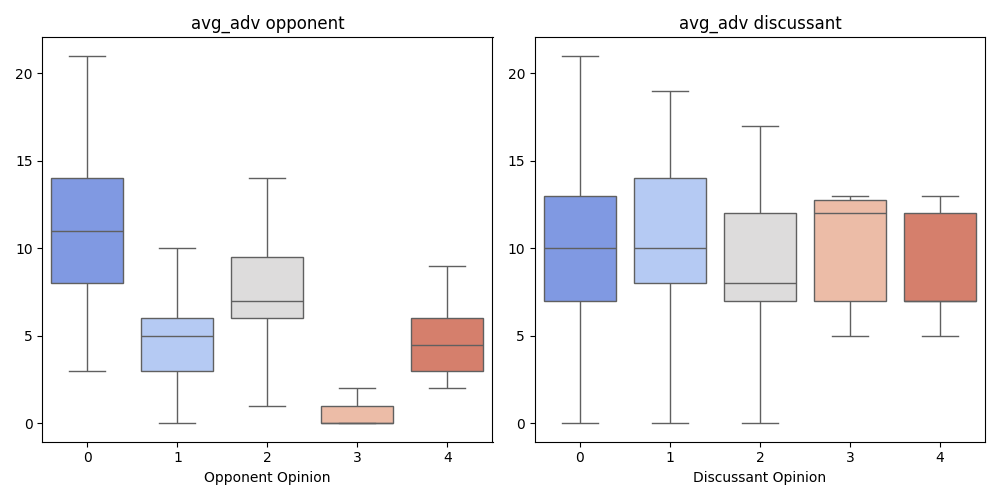 avg_adv opponent
20
15
10
5
0
0 1 2 3 4
Opponent Opinion
avg_adv discussant
20
15
10
5
0
0 1 2 3 4
Discussant Opinion